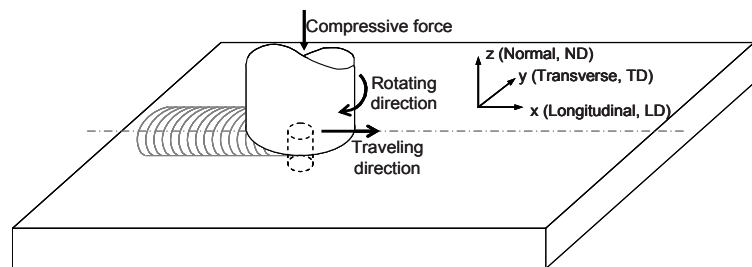 Compressive force
z (Normal, ND)
y (Transverse, TD)
x (Longitudinal, LD)
Rotating
direction
Traveling
direction